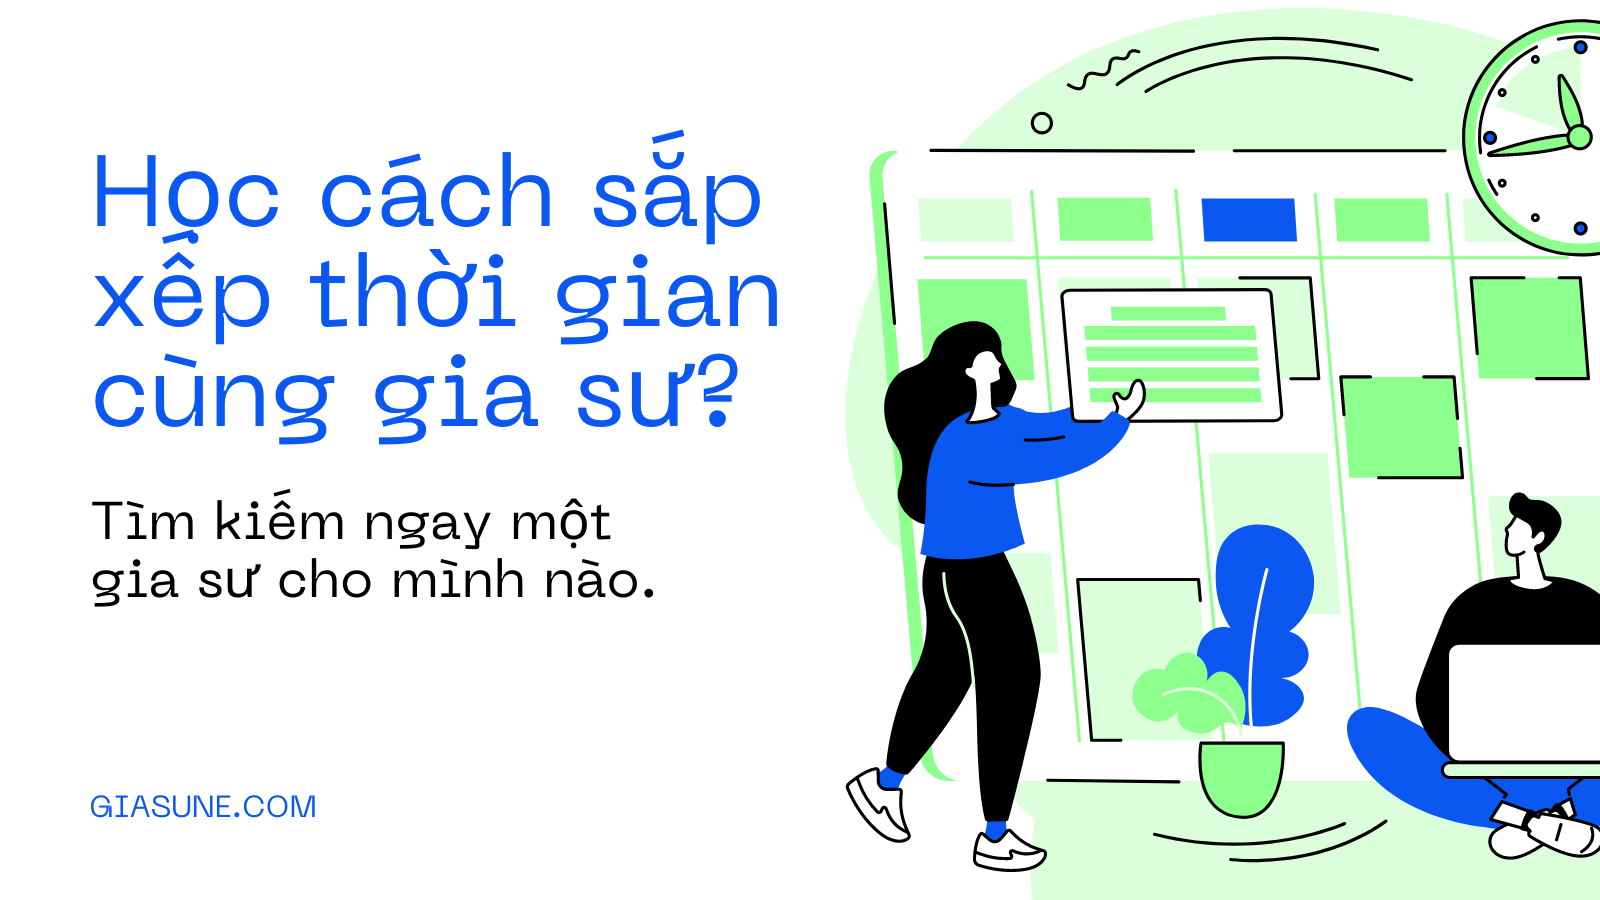 Học cách sắp
xếp thời gian
cùng gia sư?
Tìm kiếm ngay một
gia sư cho mình nào.
GIASUNE.COM